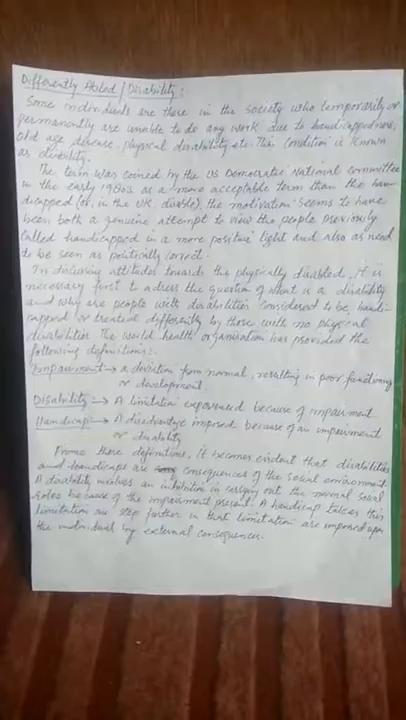 Differently Abled / Disability :
Some individuals are there in the society who temporarity or
permanently are unable to do any work due to handicappedness,
old age, disease, physical disability etc. This condition is known
as disbility.
The term was coined by the US Democratic National committee
in the early 1980s as a more acceptable term than the han-
dicapped (or, in the UK, disable), the motivation seems to have
been both a genuine attempt to view the people previously
called handicapped in a more positive light and also as need
to be seen as politically correct.
In discussing attitudes towards the physically disabled, it is
necessary first to adress the question of what is a disability
and why are people with disabilities considered to be, handi-
capped or treated differently by those with no physical
disabilities. The world health organisation has provided the
following definitions:-
Impairment → a deviation from normal, resulting in poor functioning
or development.
Disability → A limitation experienced because of impairment
Handicap → A disadvantage imposed because of an impairment
or disability
From these definitions, it becomes evident that disabilities
and handicaps are consequences of the social environment.
A disability involves an inhibition in carrying out the normal social
roles because of the impairment present. A handicap takes this
limitation one step further in that limitation are imposed upon
the individual by external consequences.